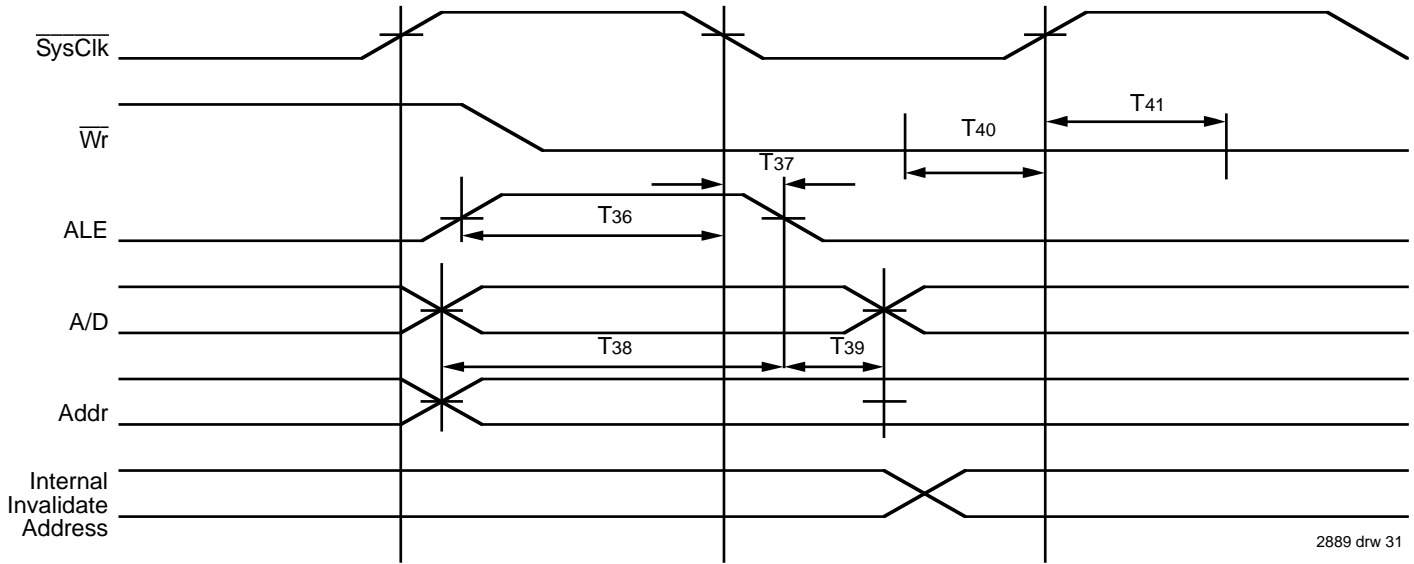 SysClk
Wr
T40
T41
T37
ALE
T36
A/D
T38
T39
Addr
Internal
Invalidate
Address
2889 drw 31